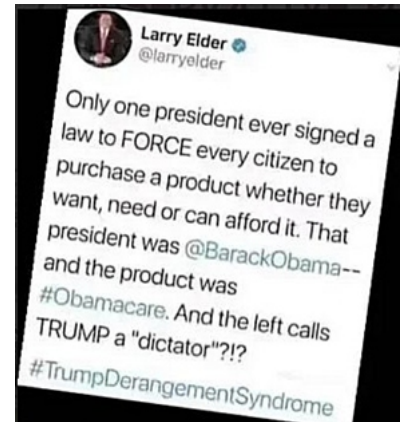 Larry Elder
@larryelder
Only one president ever signed a
law to FORCE every citizen to
purchase a product whether they
want, need or can afford it. That
president was @BarackObama--
and the product was
#Obamacare. And the left calls
TRUMP a "dictator"?!?
#TrumpDerangementSyndrome